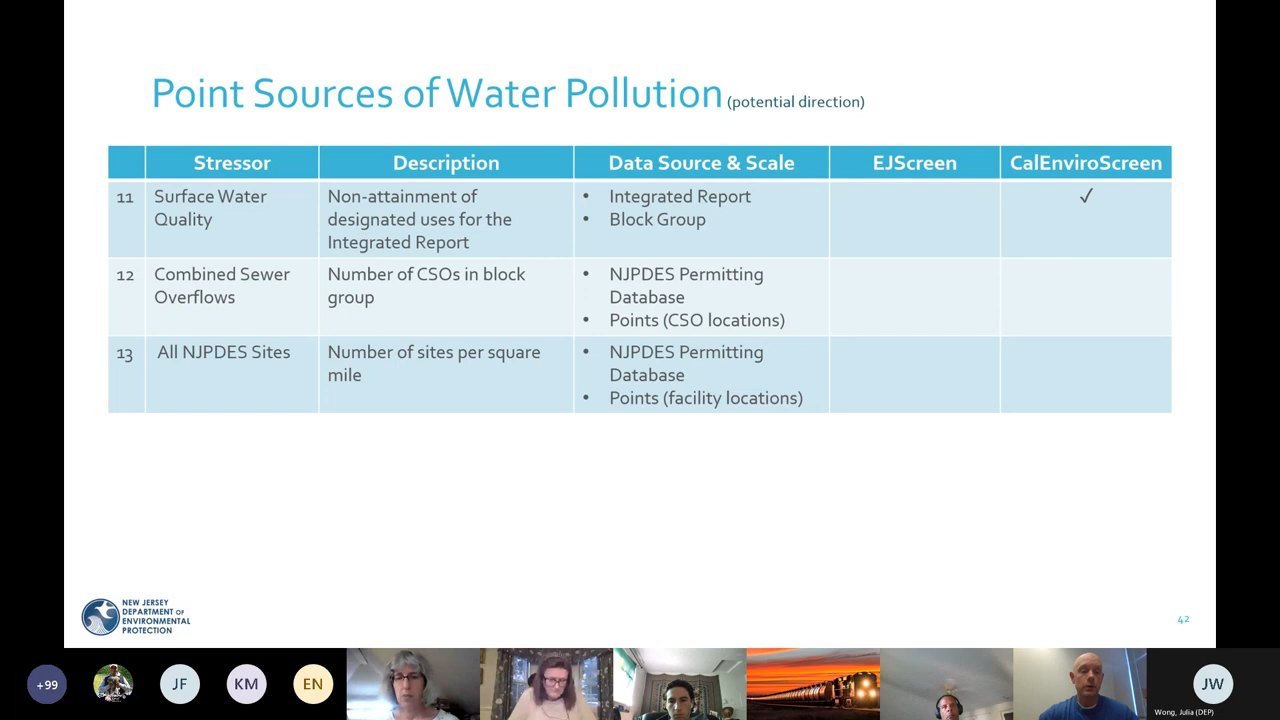 Point Sources of Water Pollution (potential direction)
Stressor Description Data Source & Scale EJScreen CalEnviroScreen
11 Surface Water Non-attainment of • Integrated Report ✓
Quality designated uses for the • Block Group
Integrated Report
12 Combined Sewer Number of CSOs in block • NJPDES Permitting
Overflows group Database
• Points (CSO locations)
13 All NJPDES Sites Number of sites per square • NJPDES Permitting
mile Database
• Points (facility locations)
NEW JERSEY
DEPARTMENT OF
ENVIRONMENTAL
PROTECTION
42
+99 JF KM EN JW
Wong, Julia (DEP)